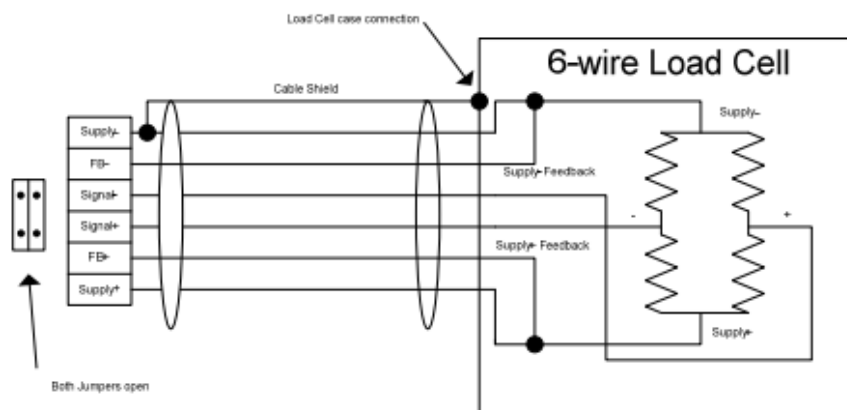 Load Cell case connection
6-wire Load Cell
Cable Shield
Supply-
Supply-
FB-
Supply- Feedback
Signal-
Signal+
-
+
Supply+ Feedback
FB+
Supply+
Supply+
Both Jumpers open